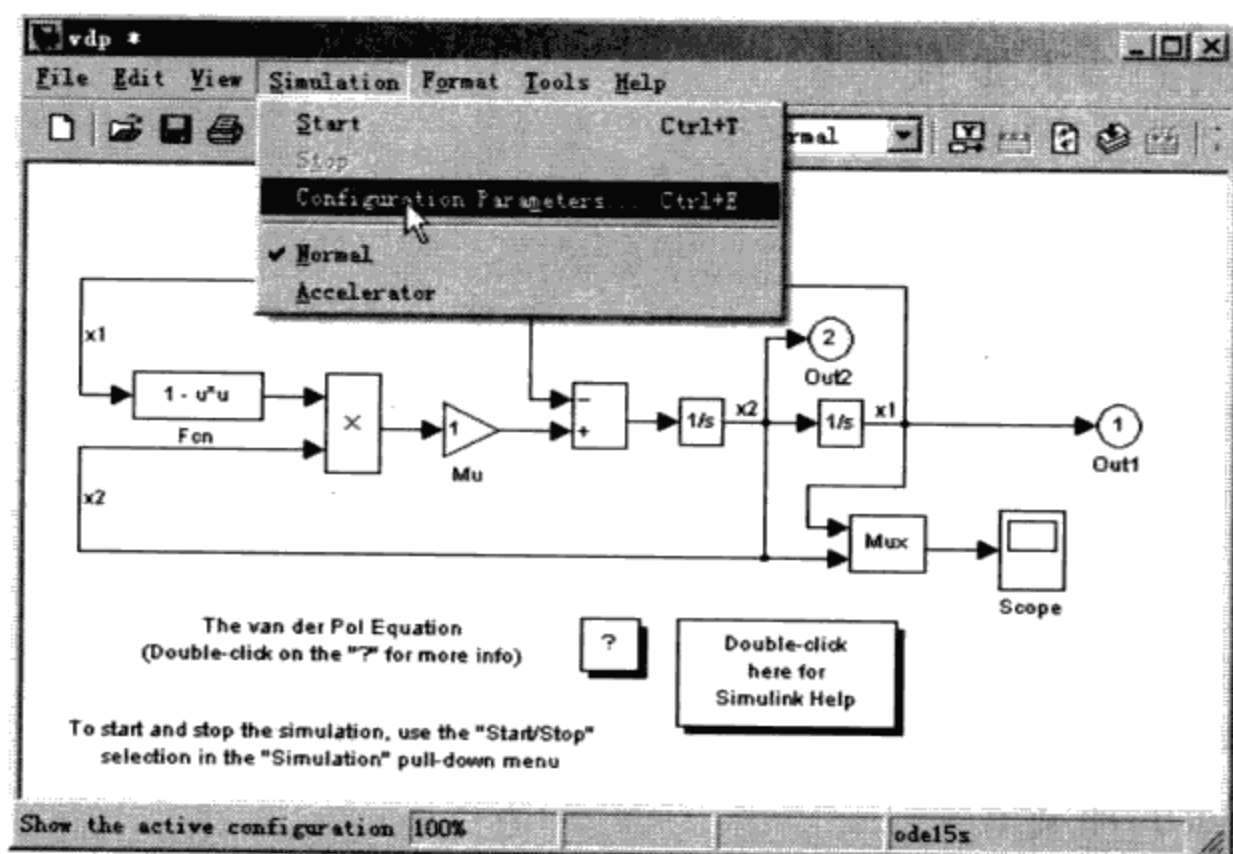 vdp *
File Edit View Simulation Format Tools Help
Start Ctrl+T
Stop
Configuration Parameters... Ctrl+E
Normal
Accelerator
rmal
x1
1 - u*u
Fcn
×
x2
1
Mu
−
+
1/s
x2
1/s
x1
2
Out2
1
Out1
Mux
Scope
The van der Pol Equation
(Double-click on the "?" for more info)
?
Double-click
here for
Simulink Help
To start and stop the simulation, use the "Start/Stop"
selection in the "Simulation" pull-down menu
Show the active configuration 100% ode15s